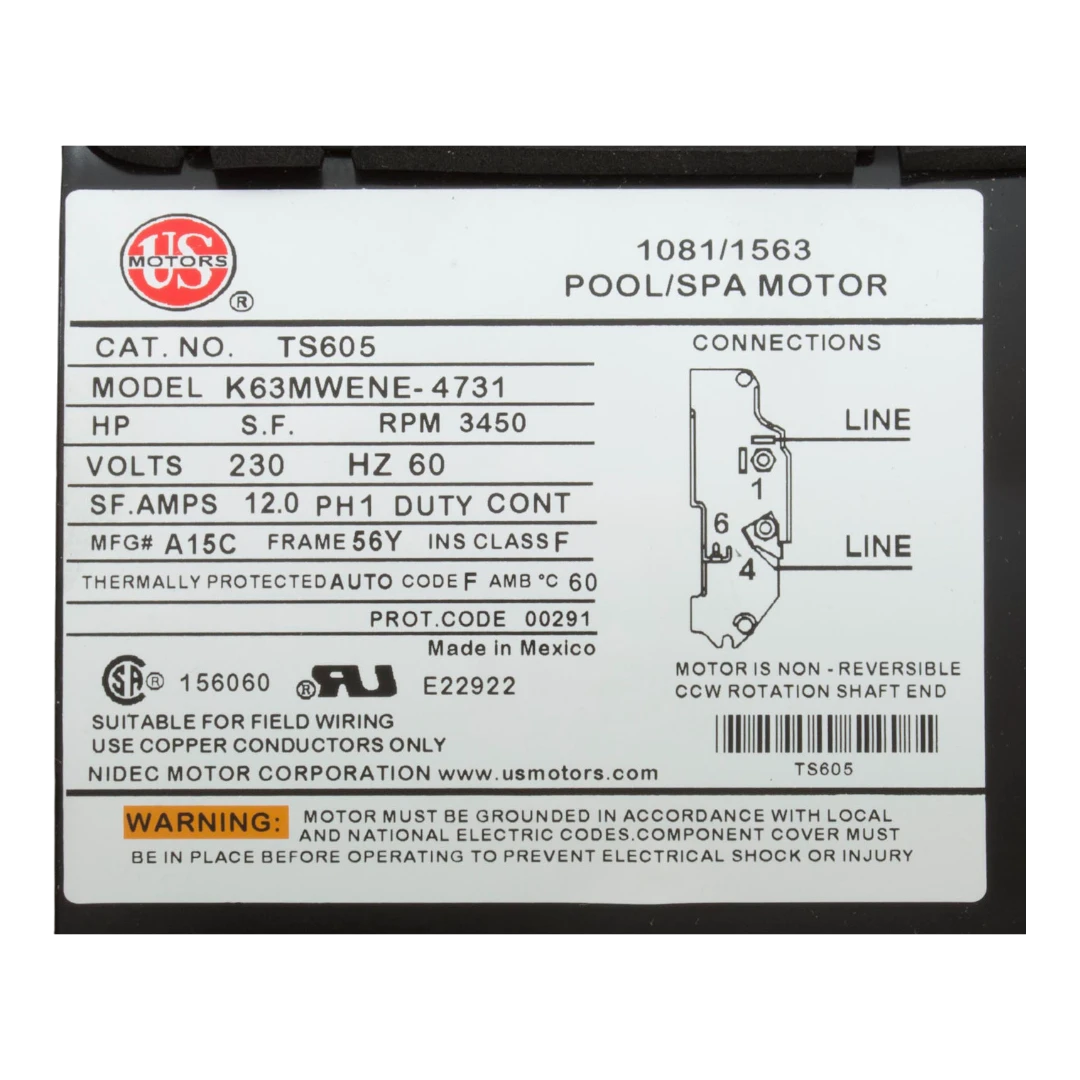 US
MOTORS
®
1081/1563
POOL/SPA MOTOR
CAT. NO. TS605
MODEL K63MWENE-4731
HP S.F. RPM 3450
VOLTS 230 HZ 60
SF.AMPS 12.0 PH1 DUTY CONT
MFG# A15C FRAME 56Y INS CLASS F
THERMALLY PROTECTED AUTO CODE F AMB °C 60
PROT.CODE 00291
Made in Mexico
SA ® 156060 ® RU E22922
SUITABLE FOR FIELD WIRING
USE COPPER CONDUCTORS ONLY
NIDEC MOTOR CORPORATION www.usmotors.com
CONNECTIONS
LINE
1
6
LINE
4
MOTOR IS NON - REVERSIBLE
CCW ROTATION SHAFT END
TS605
WARNING: MOTOR MUST BE GROUNDED IN ACCORDANCE WITH LOCAL
AND NATIONAL ELECTRIC CODES.COMPONENT COVER MUST
BE IN PLACE BEFORE OPERATING TO PREVENT ELECTRICAL SHOCK OR INJURY